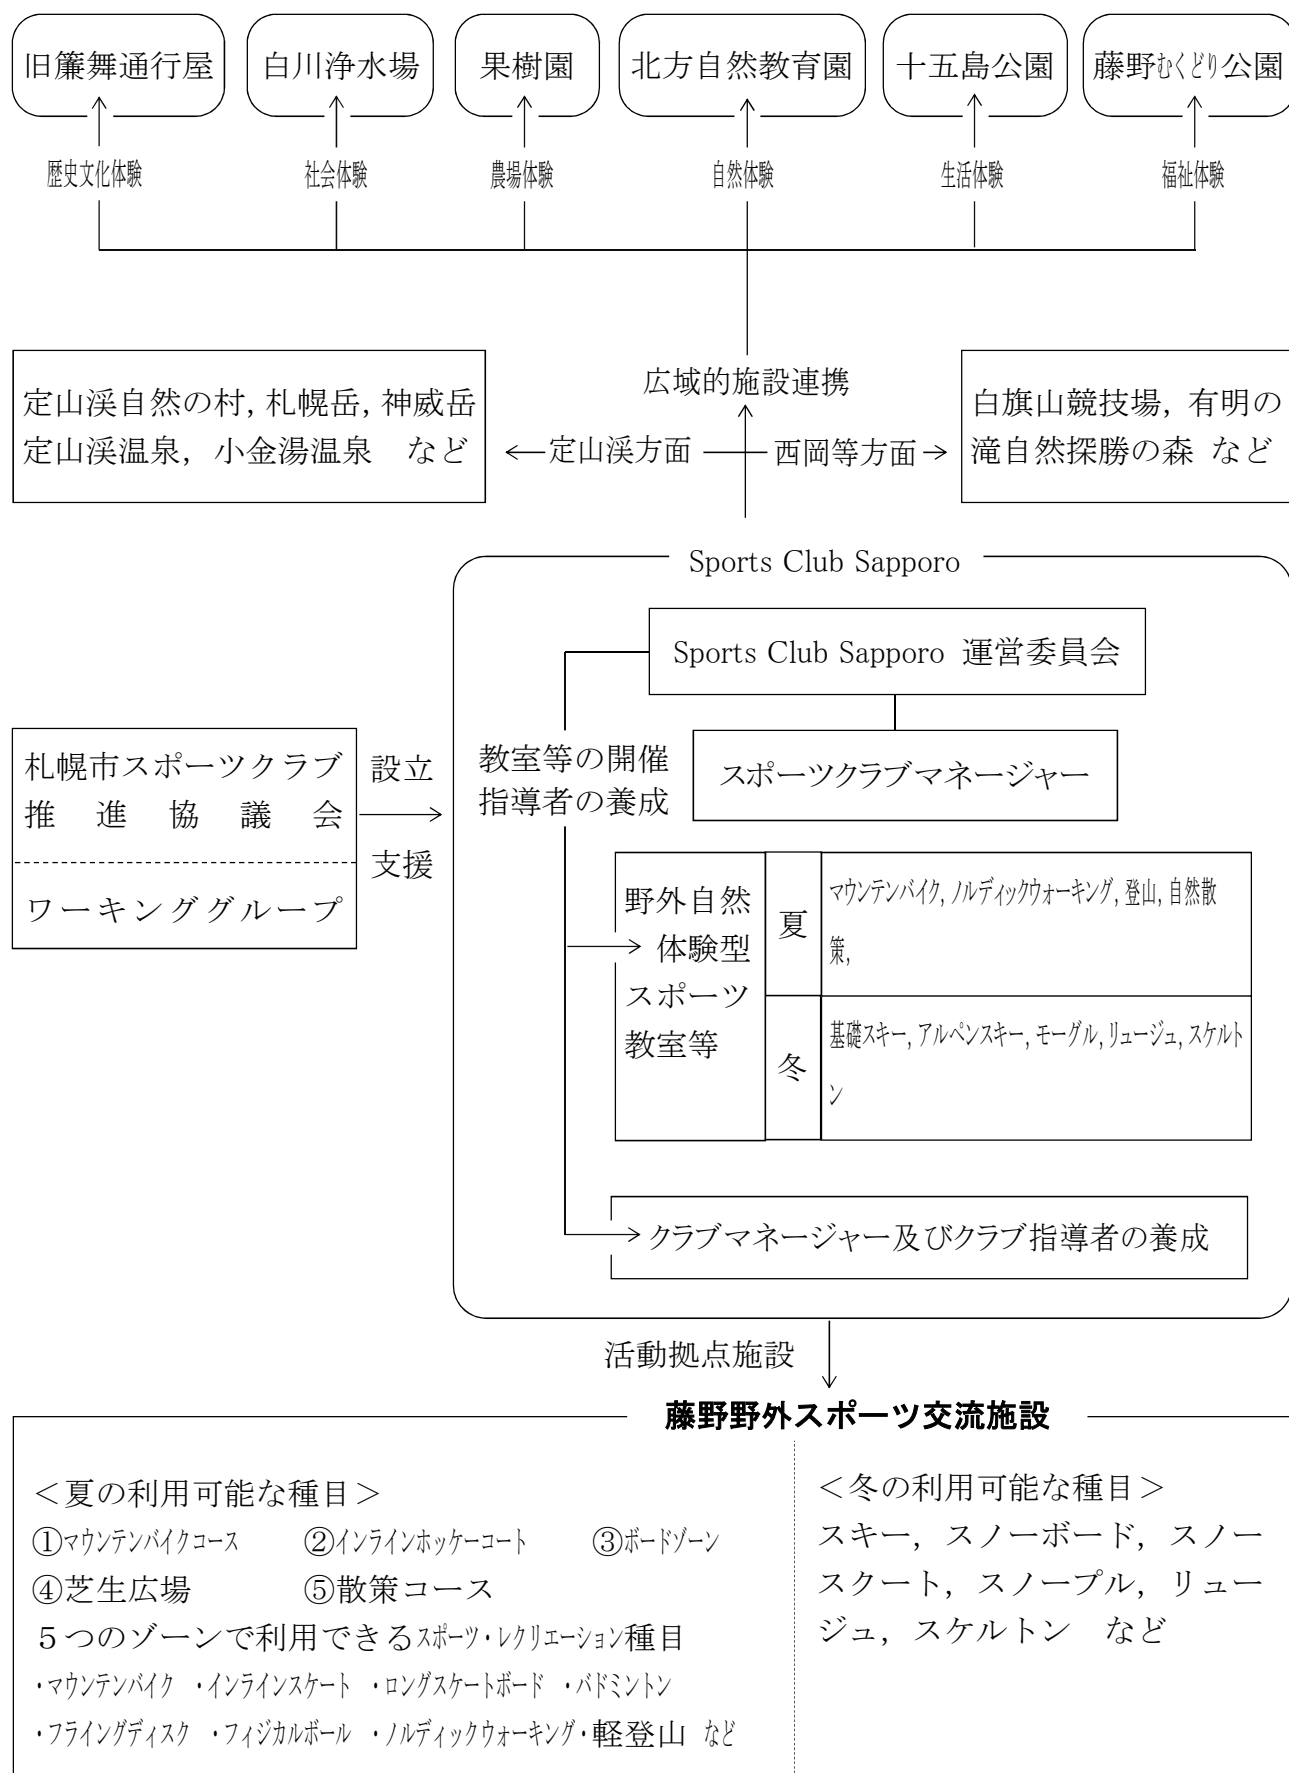 旧簾舞通行屋
白川浄水場
果樹園
北方自然教育園
十五島公園
藤野むくどり公園
歴史文化体験
社会体験
農場体験
自然体験
生活体験
福祉体験
広域的施設連携
定山渓自然の村, 札幌岳, 神威岳
定山渓温泉, 小金湯温泉　など
定山渓方面
西岡等方面
白旗山競技場, 有明の
滝自然探勝の森 など
Sports Club Sapporo
Sports Club Sapporo 運営委員会
スポーツクラブマネージャー
教室等の開催
指導者の養成
札幌市スポーツクラブ
推進協議会
ワーキンググループ
設立
支援
野外自然
体験型
スポーツ
教室等
夏
マウンテンバイク, ノルディックウォーキング, 登山, 自然散
策,
冬
基礎スキー, アルペンスキー, モーグル, リュージュ, スケルト
ン
クラブマネージャー及びクラブ指導者の養成
活動拠点施設
藤野野外スポーツ交流施設
＜夏の利用可能な種目＞
①マウンテンバイクコース　②インラインホッケーコート　③ボードゾーン
④芝生広場　⑤散策コース
５つのゾーンで利用できるスポーツ・レクリエーション種目
・マウンテンバイク ・インラインスケート ・ロングスケートボード ・バドミントン
・フライングディスク ・フィジカルボール ・ノルディックウォーキング・軽登山 など
＜冬の利用可能な種目＞
スキー, スノーボード, スノー
スクート, スノープル, リュー
ジュ, スケルトン　など